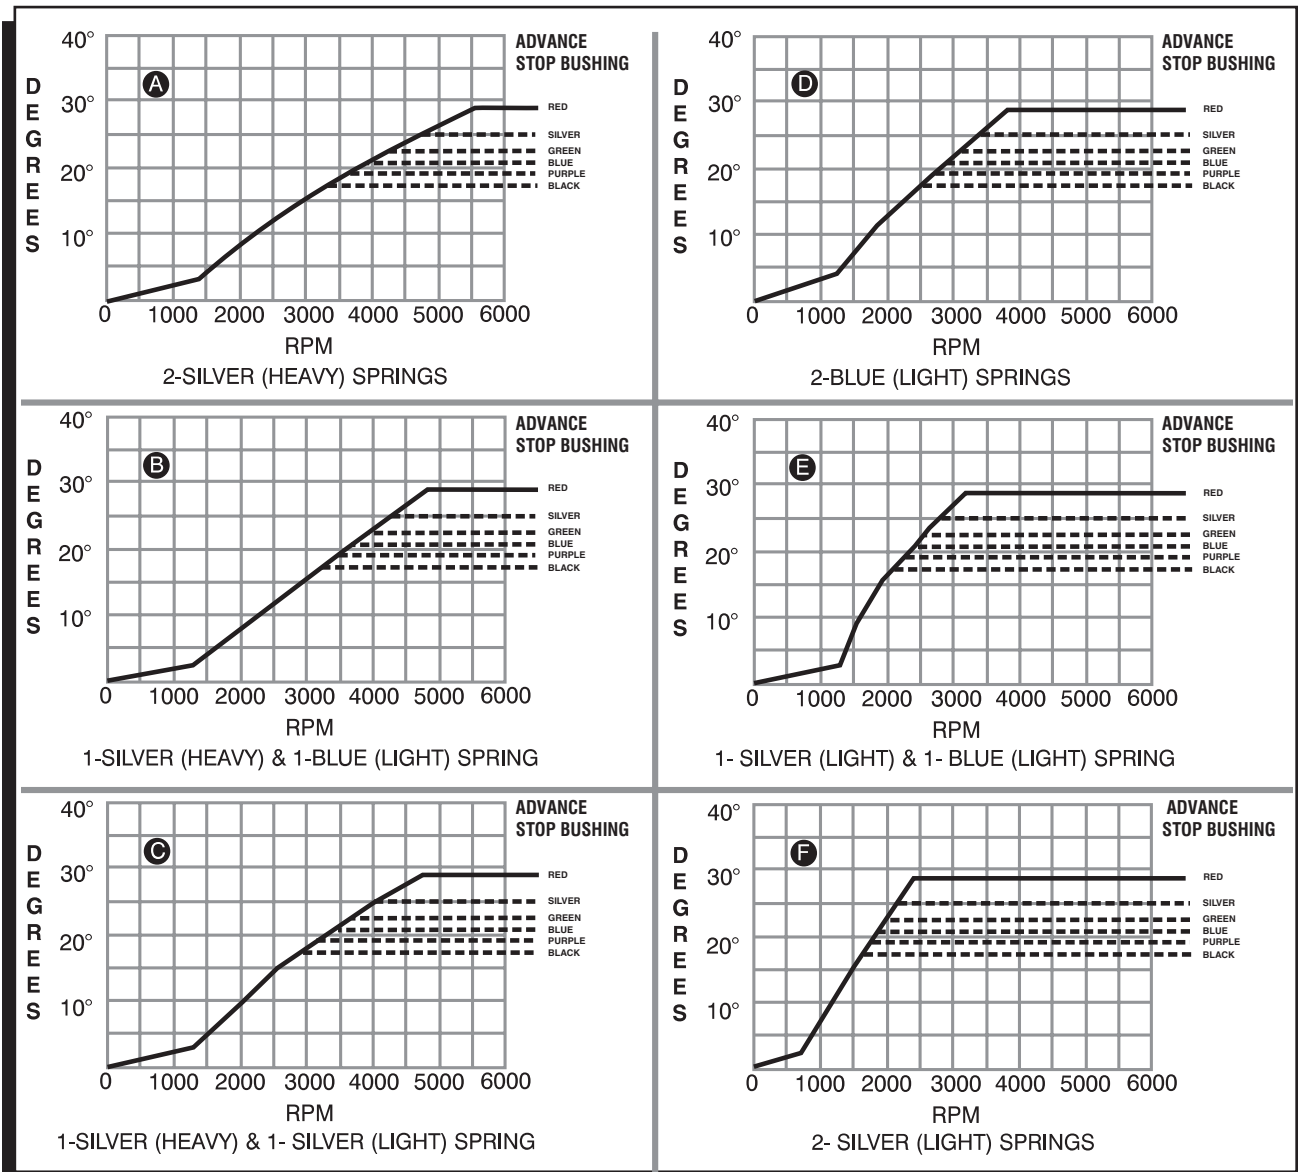 40°
30°
20°
10°
DEGREES
A
ADVANCE
STOP BUSHING
RED
SILVER
GREEN
BLUE
PURPLE
BLACK
0 1000 2000 3000 4000 5000 6000
RPM
2-SILVER (HEAVY) SPRINGS
40°
30°
20°
10°
DEGREES
D
ADVANCE
STOP BUSHING
RED
SILVER
GREEN
BLUE
PURPLE
BLACK
0 1000 2000 3000 4000 5000 6000
RPM
2-BLUE (LIGHT) SPRINGS
40°
30°
20°
10°
DEGREES
B
ADVANCE
STOP BUSHING
RED
SILVER
GREEN
BLUE
PURPLE
BLACK
0 1000 2000 3000 4000 5000 6000
RPM
1-SILVER (HEAVY) & 1-BLUE (LIGHT) SPRING
40°
30°
20°
10°
DEGREES
E
ADVANCE
STOP BUSHING
RED
SILVER
GREEN
BLUE
PURPLE
BLACK
0 1000 2000 3000 4000 5000 6000
RPM
1- SILVER (LIGHT) & 1- BLUE (LIGHT) SPRING
40°
30°
20°
10°
DEGREES
C
ADVANCE
STOP BUSHING
RED
SILVER
GREEN
BLUE
PURPLE
BLACK
0 1000 2000 3000 4000 5000 6000
RPM
1-SILVER (HEAVY) & 1- SILVER (LIGHT) SPRING
40°
30°
20°
10°
DEGREES
F
ADVANCE
STOP BUSHING
RED
SILVER
GREEN
BLUE
PURPLE
BLACK
0 1000 2000 3000 4000 5000 6000
RPM
2- SILVER (LIGHT) SPRINGS